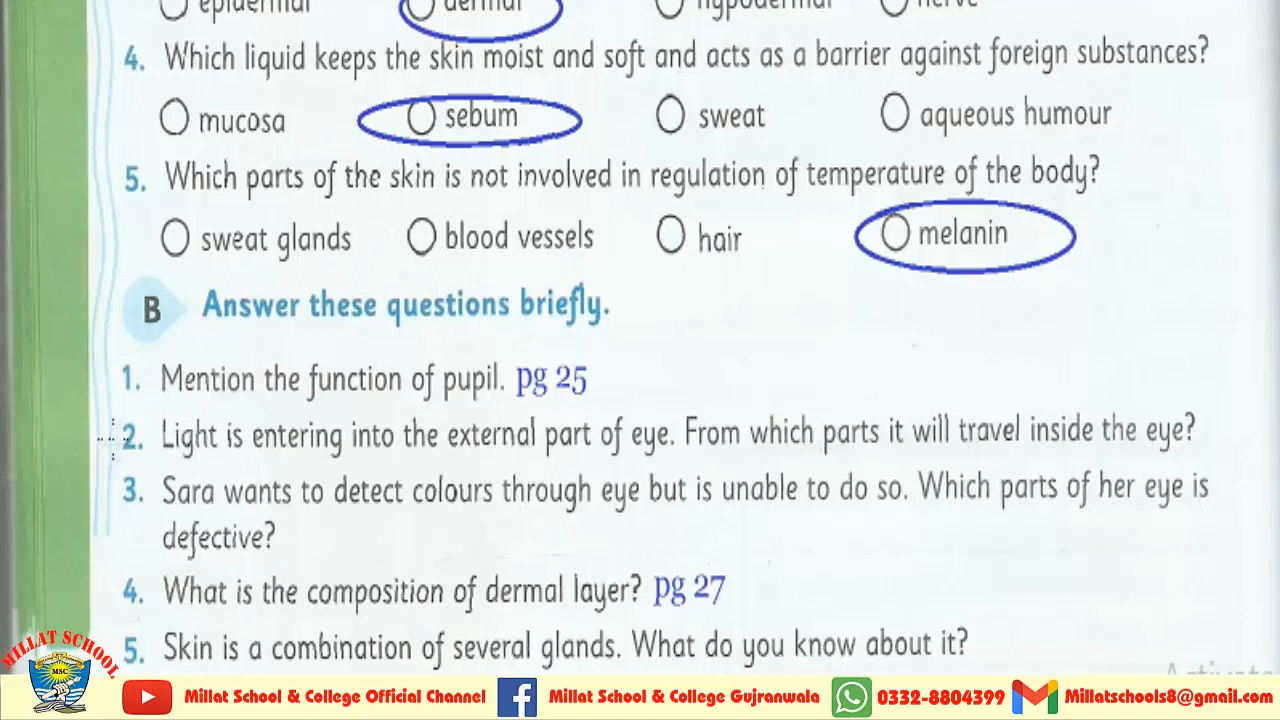 epidermal dermal hypodermal nerve
4. Which liquid keeps the skin moist and soft and acts as a barrier against foreign substances?
mucosa sebum sweat aqueous humour
5. Which parts of the skin is not involved in regulation of temperature of the body?
sweat glands blood vessels hair melanin
B Answer these questions briefly.
1. Mention the function of pupil. pg 25
2. Light is entering into the external part of eye. From which parts it will travel inside the eye?
3. Sara wants to detect colours through eye but is unable to do so. Which parts of her eye is
defective?
4. What is the composition of dermal layer? pg 27
5. Skin is a combination of several glands. What do you know about it?
MILLAT SCHOOL
MSC
Millat School & College Official Channel Millat School & College Gujranwala 0332-8804399 Millatschools8@gmail.com